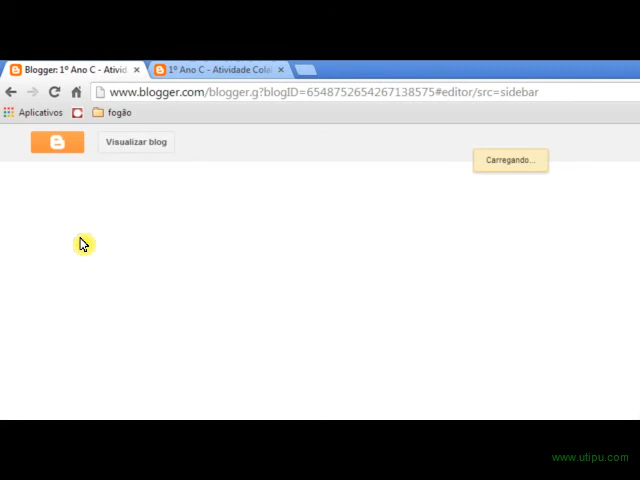 Blogger: 1º Ano C - Ativid
1º Ano C - Atividade Colal
www.blogger.com/blogger.g?blogID=6548752654267138575#editor/src=sidebar
Aplicativos
fogão
Visualizar blog
Carregando...
www.utipu.com